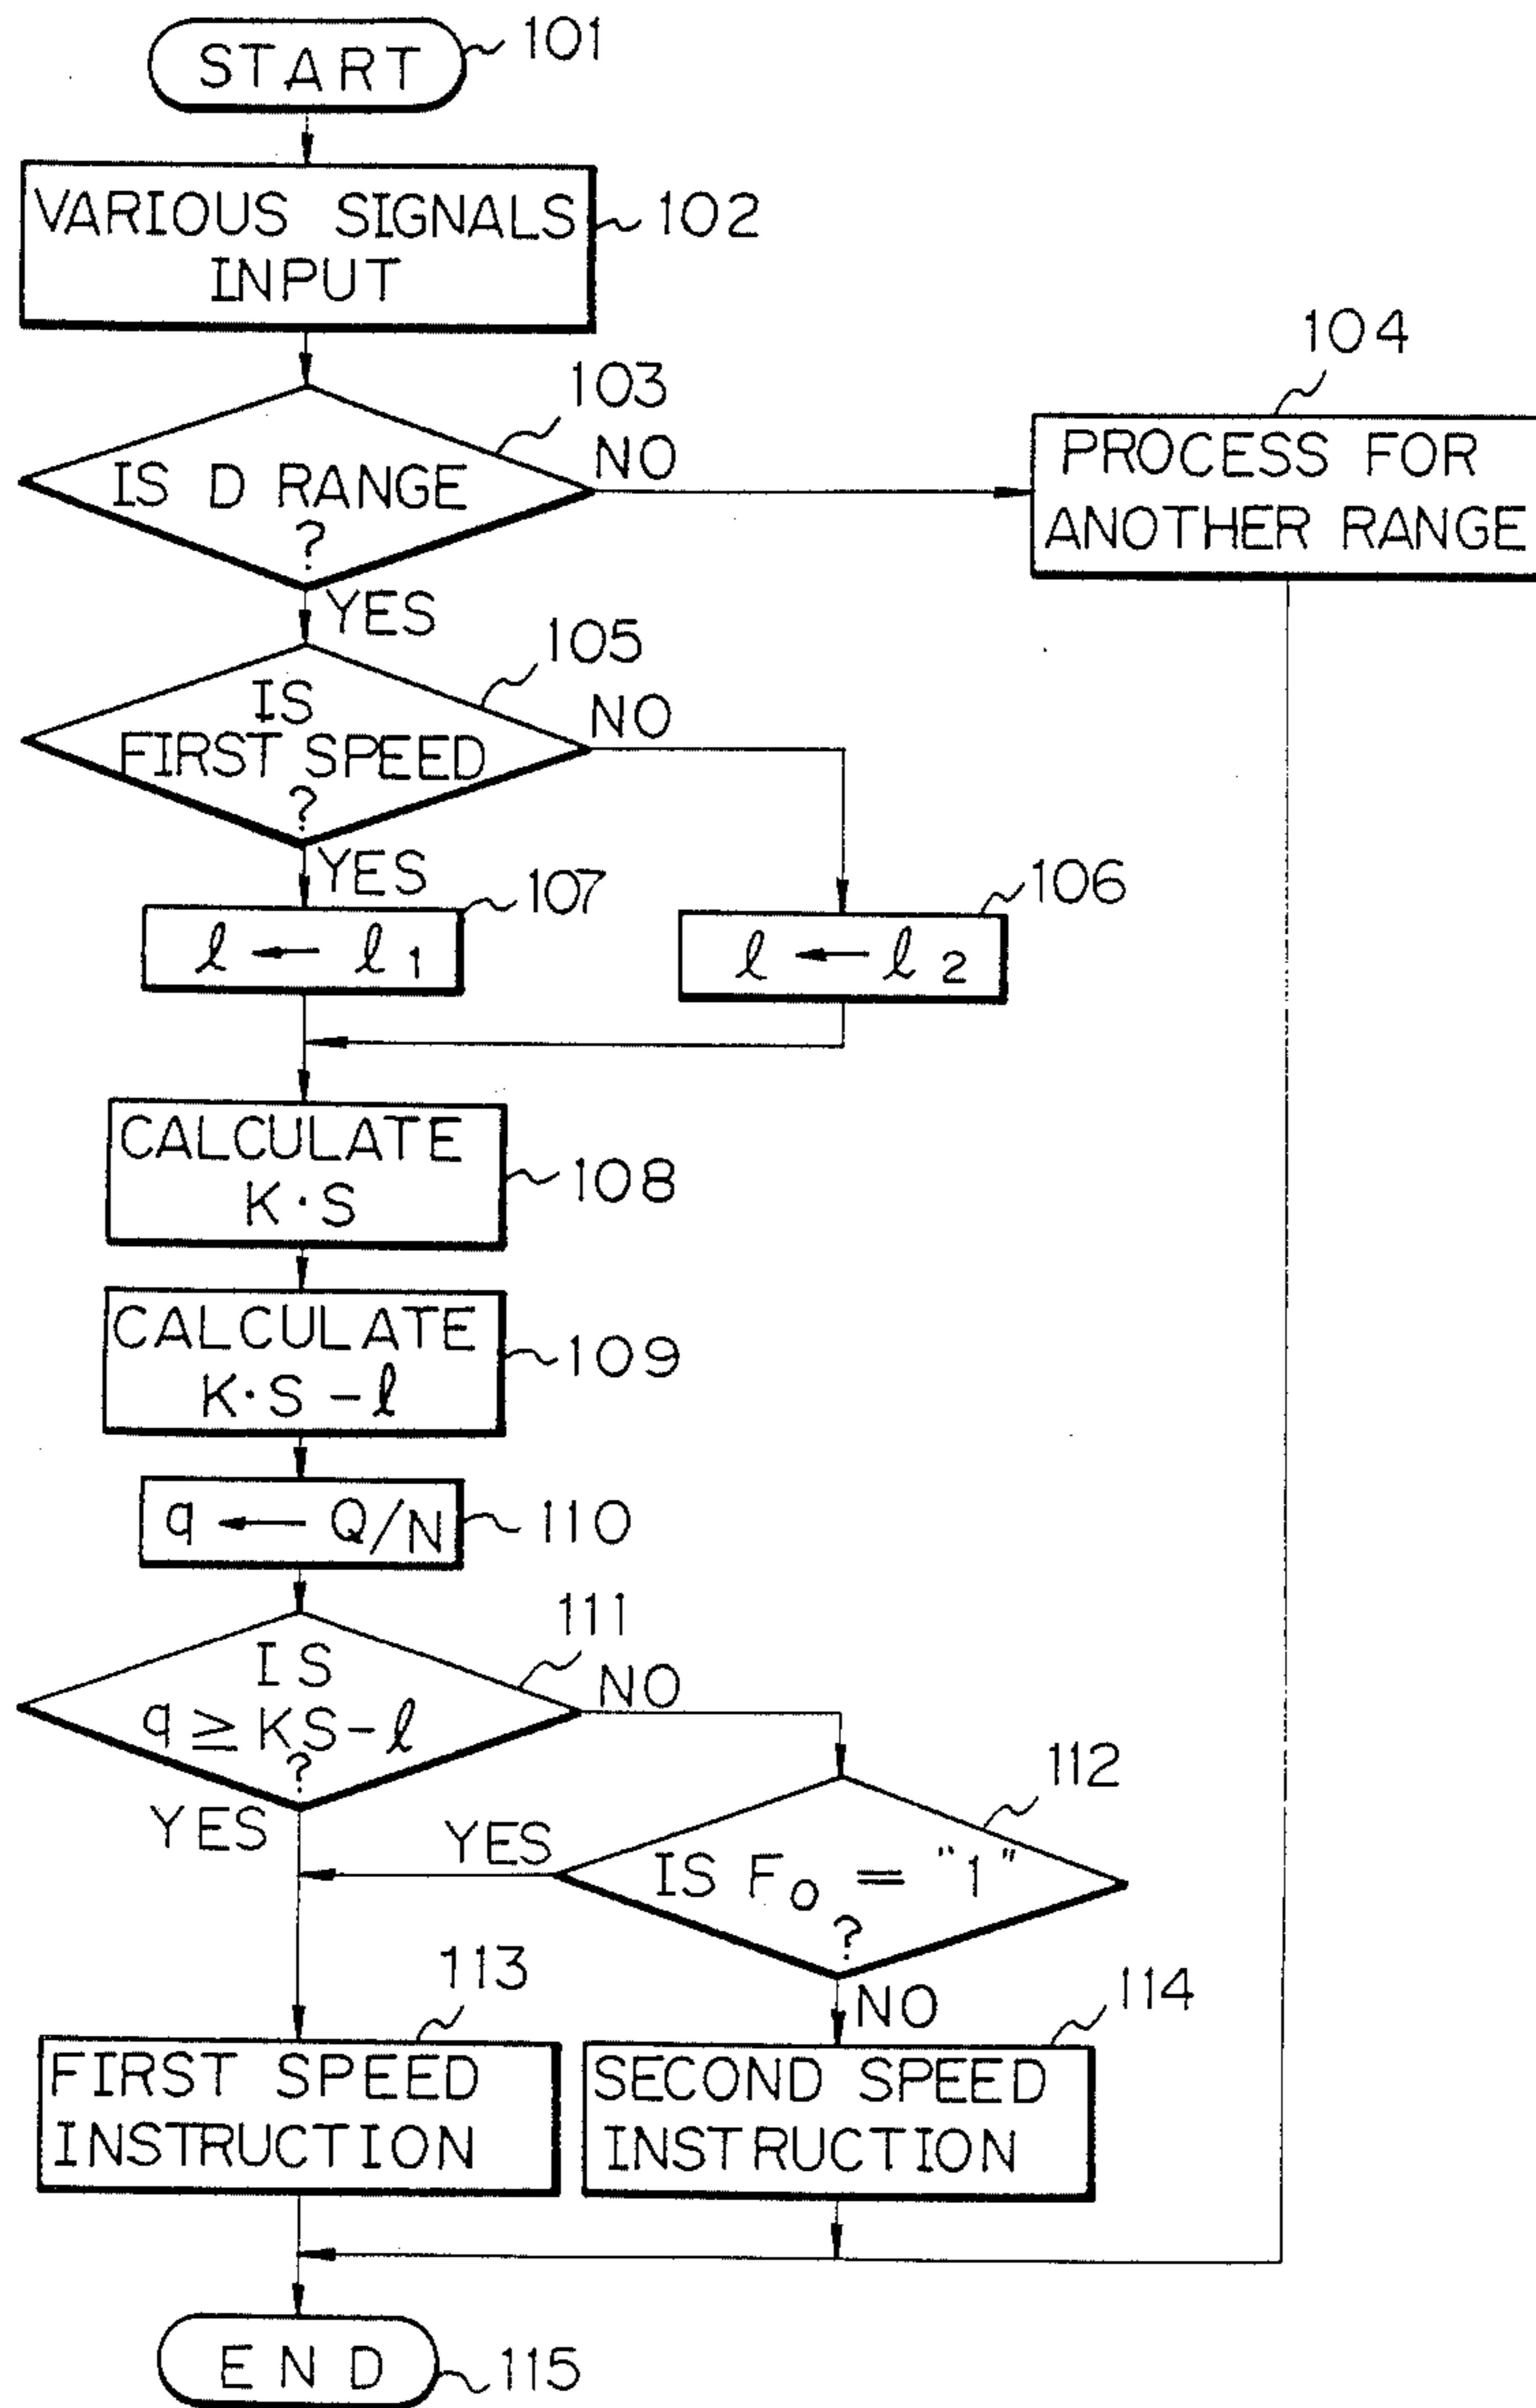 START
101
VARIOUS SIGNALS
INPUT
102
103
IS D RANGE
?
NO
YES
104
PROCESS FOR
ANOTHER RANGE
105
IS
FIRST SPEED
?
NO
YES
107
ℓ ← ℓ1
106
ℓ ← ℓ2
CALCULATE
K·S
108
CALCULATE
K·S-ℓ
109
q ← Q/N
110
111
IS
q ≥ KS-ℓ
?
NO
YES
112
IS Fo = "1"
?
YES
NO
113
FIRST SPEED
INSTRUCTION
114
SECOND SPEED
INSTRUCTION
END
115